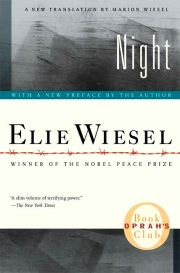 A NEW TRANSLATION BY MARION WIESEL
Night
WITH A NEW PREFACE BY THE AUTHOR
ELIE WIESEL
WINNER OF THE NOBEL PEACE PRIZE
"A slim volume of terrifying power."
—The New York Times
Book
OPRAH'S
Club